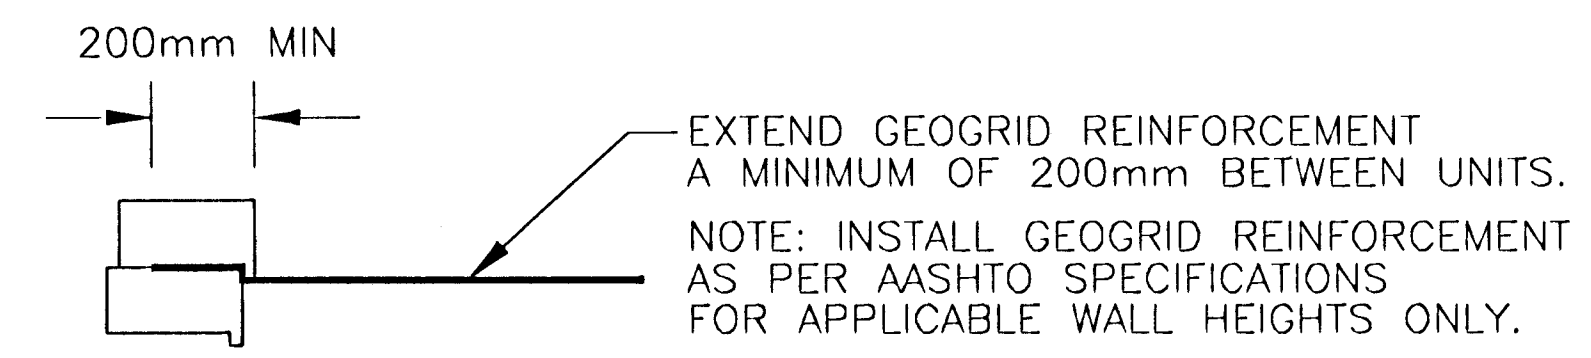 200mm MIN
EXTEND GEOGRID REINFORCEMENT
A MINIMUM OF 200mm BETWEEN UNITS.
NOTE: INSTALL GEOGRID REINFORCEMENT
AS PER AASHTO SPECIFICATIONS
FOR APPLICABLE WALL HEIGHTS ONLY.